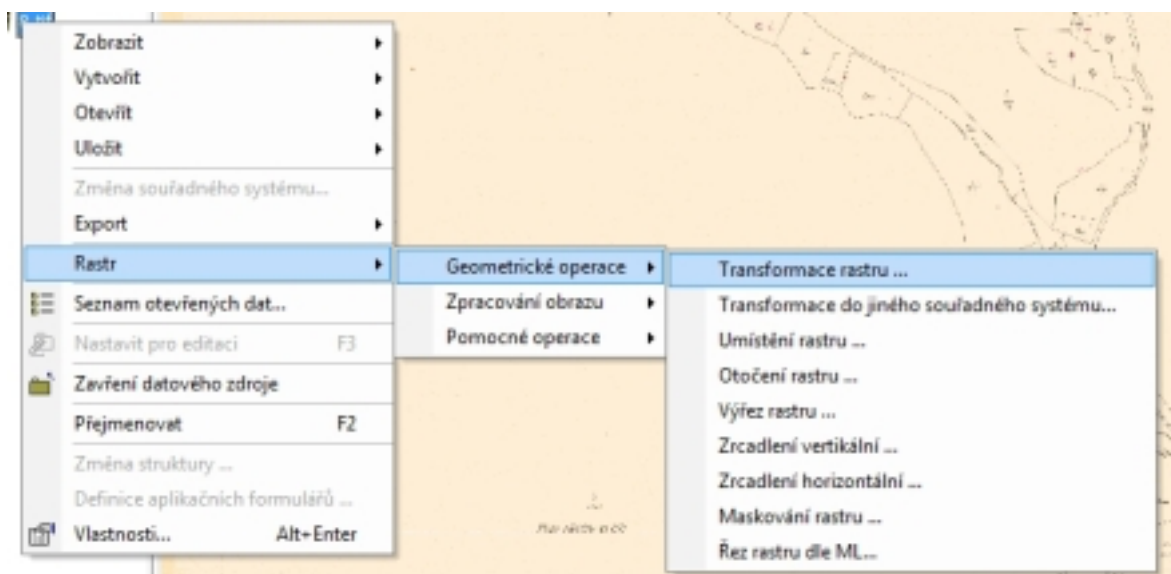 Zobrazit
Vytvořit
Otevřít
Uložit
Změna souřadného systému...
Export
Rastr
Seznam otevřených dat...
Nastavit pro editaci F3
Zavření datového zdroje
Přejmenovat F2
Změna struktury ...
Definice aplikačních formulářů ...
Vlastnosti... Alt+Enter
Geometrické operace
Zpracování obrazu
Pomocné operace
Transformace rastru ...
Transformace do jiného souřadného systému...
Umístění rastru ...
Otočení rastru ...
Výřez rastru ...
Zrcadlení vertikální ...
Zrcadlení horizontální ...
Maskování rastru ...
Řez rastru dle ML...